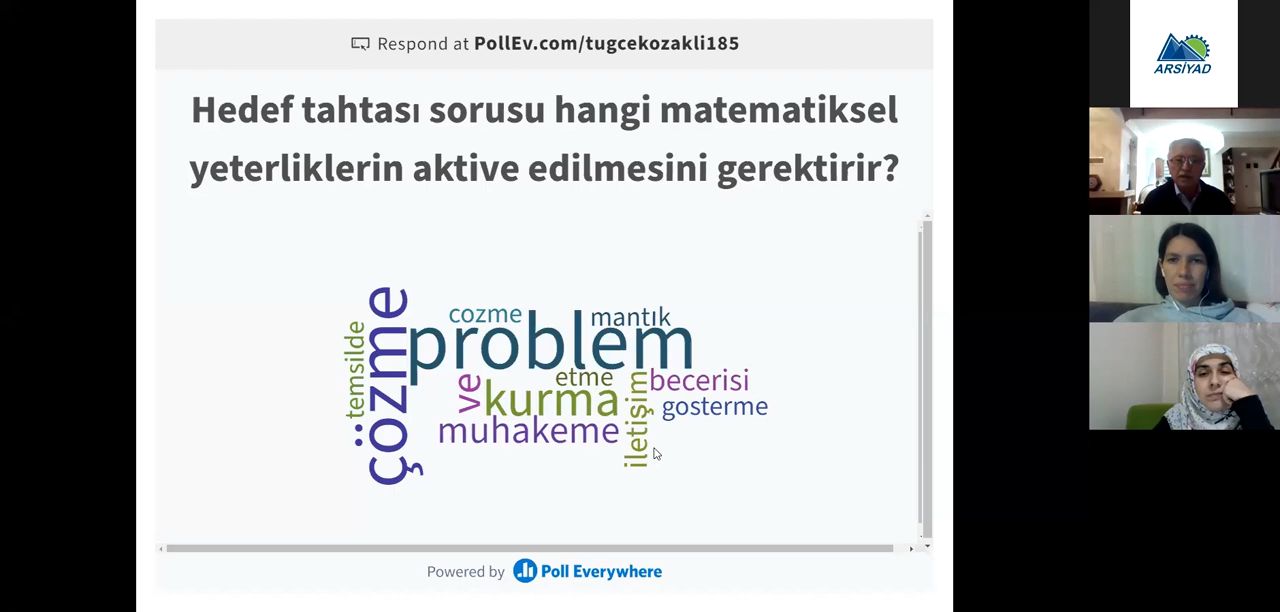 Respond at PollEv.com/tugcekozakli185
Hedef tahtası sorusu hangi matematiksel
yeterliklerin aktive edilmesini gerektirir?
temsilde
çözme
cozme
problem
mantık
etme
ve
kurma
muhakeme
iletişim
becerisi
gosterme
Powered by Poll Everywhere
ARSİYAD